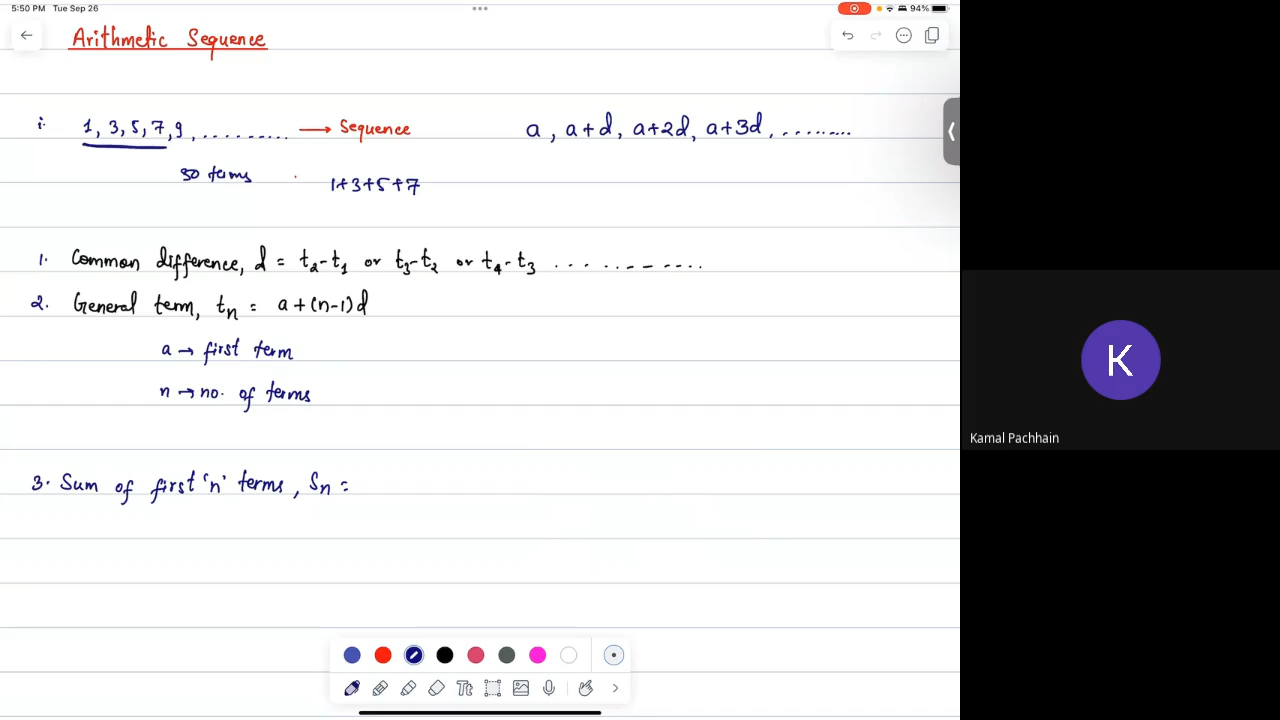 5:50 PM Tue Sep 26
94%
Arithmetic Sequence
i. 1, 3, 5, 7, 9, .......... → Sequence a, a+d, a+2d, a+3d, .........
50 terms 1+3+5+7
1. Common difference, d = t₂-t₁ or t₃-t₂ or t₄-t₃ ...........
2. General term, tₙ = a+(n-1)d
a → first term
n → no. of terms
3. Sum of first 'n' terms, Sₙ =
Tt
K
Kamal Pachhain